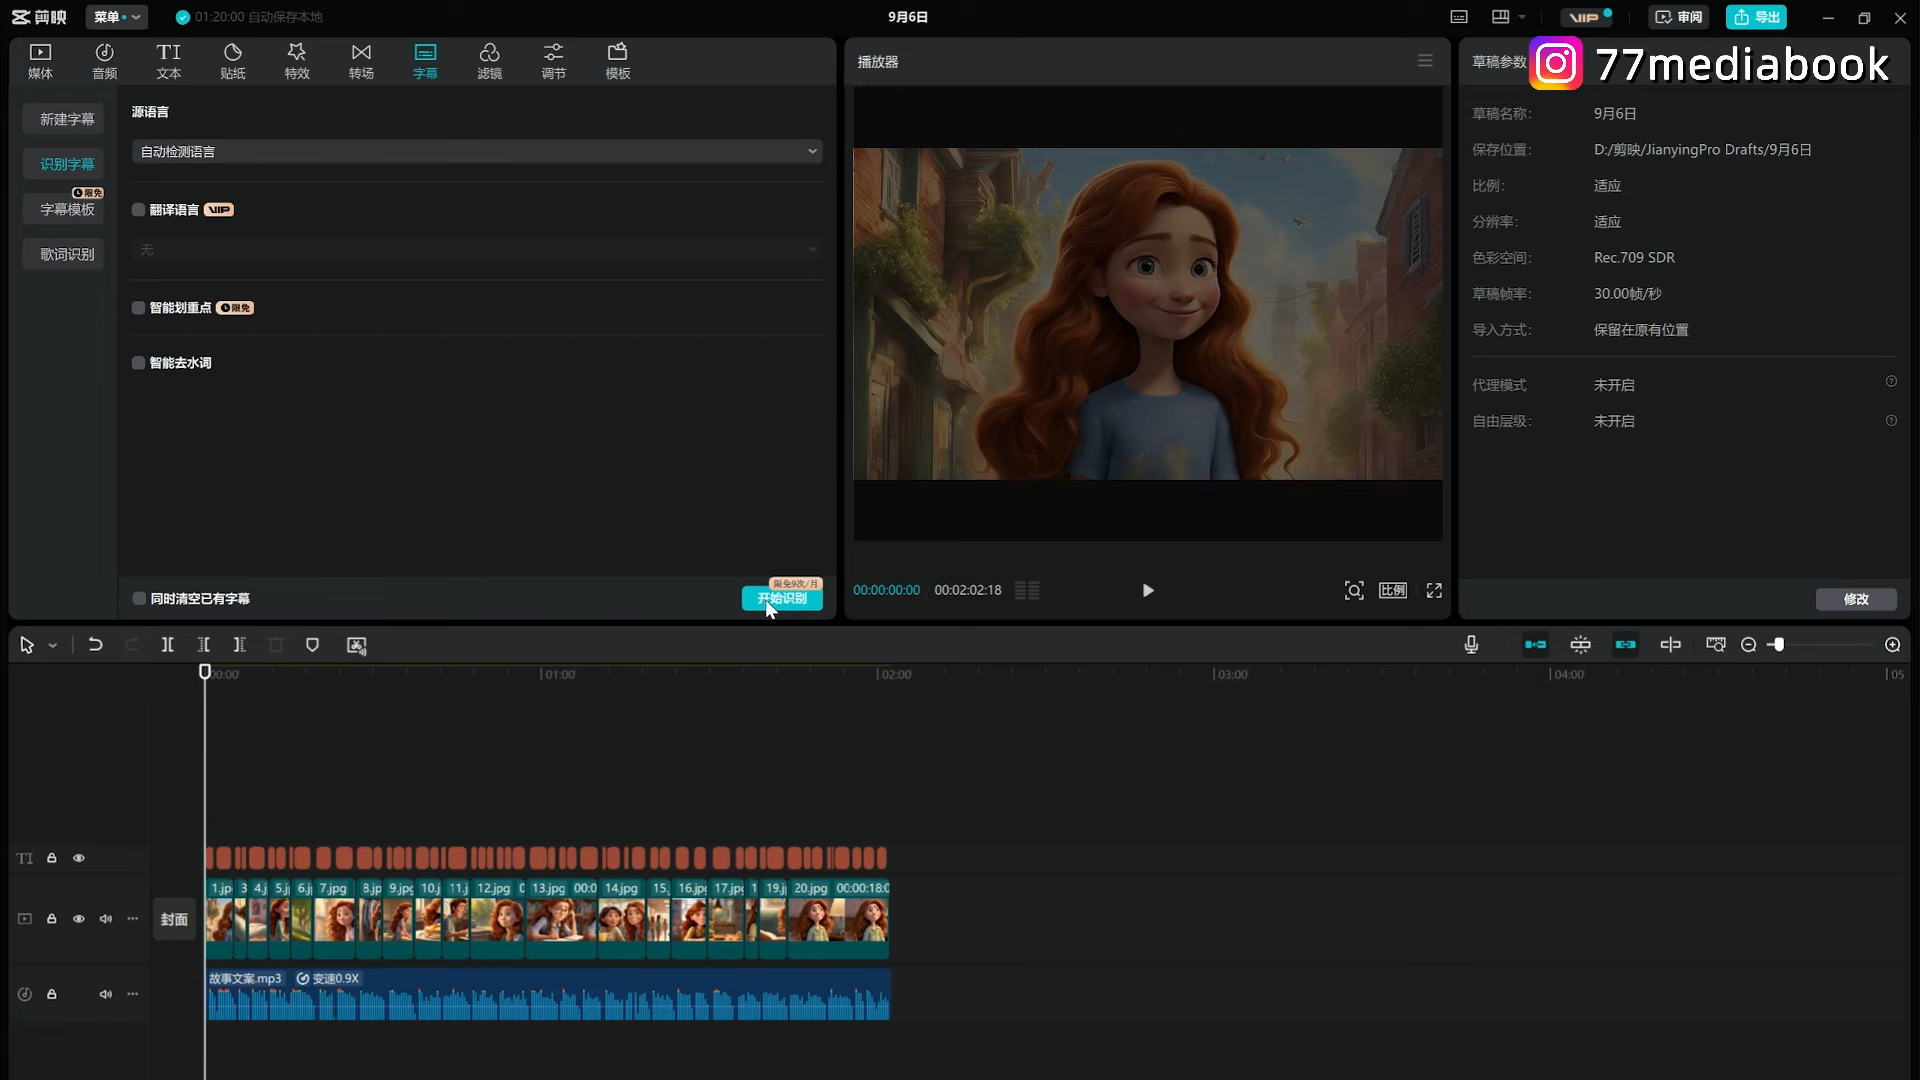 剪映
菜单
01:20:00 自动保存本地
9月6日
VIP
审阅
导出
媒体
音频
TI
文本
贴纸
特效
转场
字幕
滤镜
调节
模板
播放器
草稿参数
77mediabook
新建字幕
识别字幕
限免
字幕模板
歌词识别
源语言
自动检测语言
翻译语言 VIP
无
智能划重点 限免
智能去水词
同时清空已有字幕
限免9次/月
开始识别
00:00:00:00 00:02:02:18
比例
草稿名称: 9月6日
保存位置: D:/剪映/JianyingPro Drafts/9月6日
比例: 适应
分辨率: 适应
色彩空间: Rec.709 SDR
草稿帧率: 30.00帧/秒
导入方式: 保留在原有位置
代理模式 未开启
自由层级: 未开启
修改
00:00 01:00 02:00 03:00 04:00 05
TI
1.jp 3 4.j 5.j 6.j 7.jpg 8.jp 9.jpg 10.j 11.j 12.jpg 13.jpg 00:0 14.jpg 15. 16.jpg 17.jpg 1 19.j 20.jpg 00:00:18:0
封面
故事文案.mp3 变速0.9X